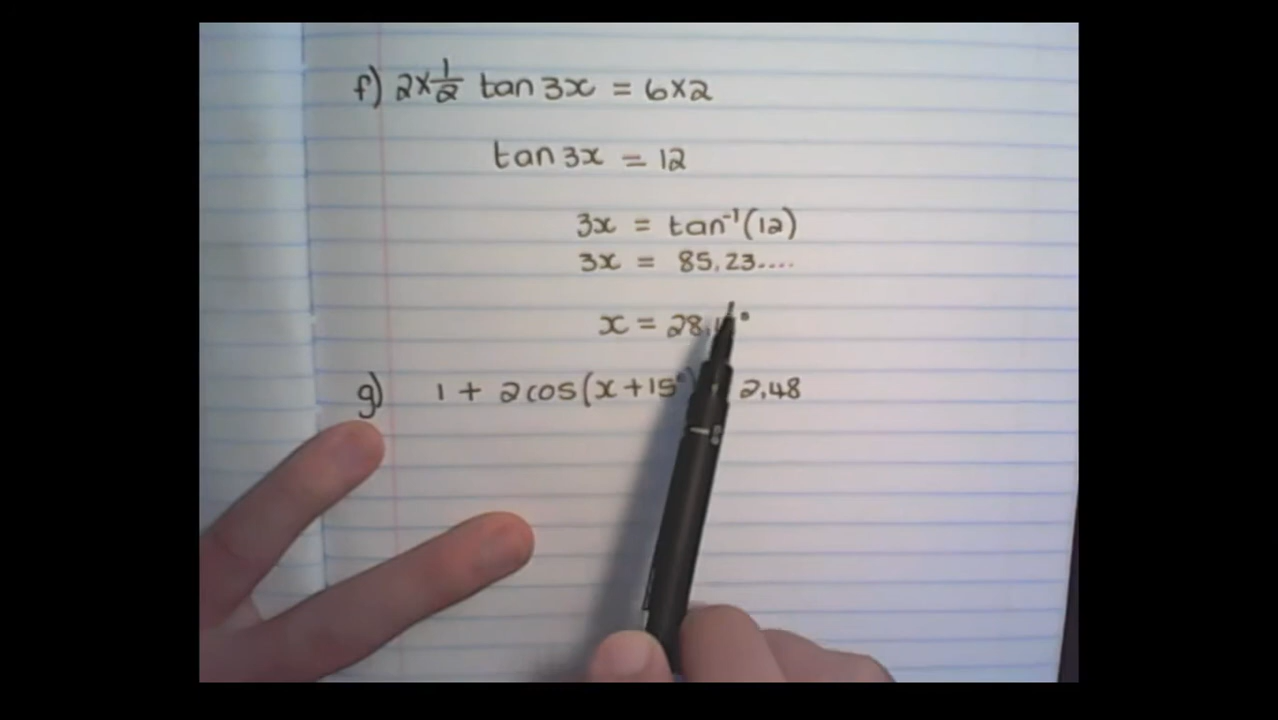 f) 2×1/2 tan 3x = 6×2
tan 3x = 12
3x = tan⁻¹(12)
3x = 85,23....
x = 28,
g) 1 + 2cos(x+15°) 2,48